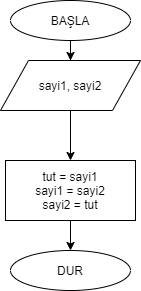 BAŞLA
sayi1, sayi2
tut = sayi1
sayi1 = sayi2
sayi2 = tut
DUR